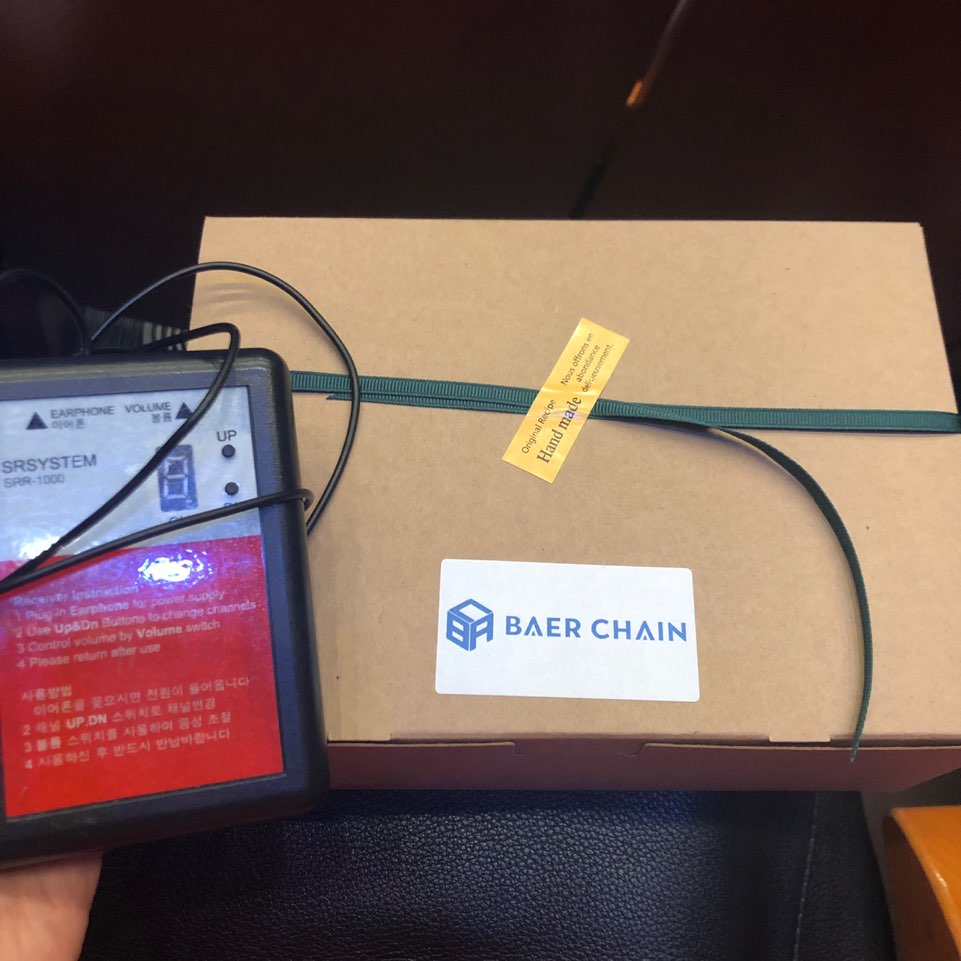 EARPHONE VOLUME
이어폰 볼륨
SRSYSTEM
SRR-1000
UP
Receiver Instruction
1 Plug-in Earphone for power supply
2 Use Up&Dn Buttons to change channels
3 Control volume by Volume switch
4 Please return after use
사용방법
이어폰을 꽂으시면 전원이 들어옵니다
2 채널 UP.DN 스위치로 채널변경
3 볼륨 스위치를 사용하여 음성 조절
4 사용하신 후 반드시 반납바랍니다
Original Recipe
Hand made
Nous offrons en
abondance
délicieusement.
BAER CHAIN